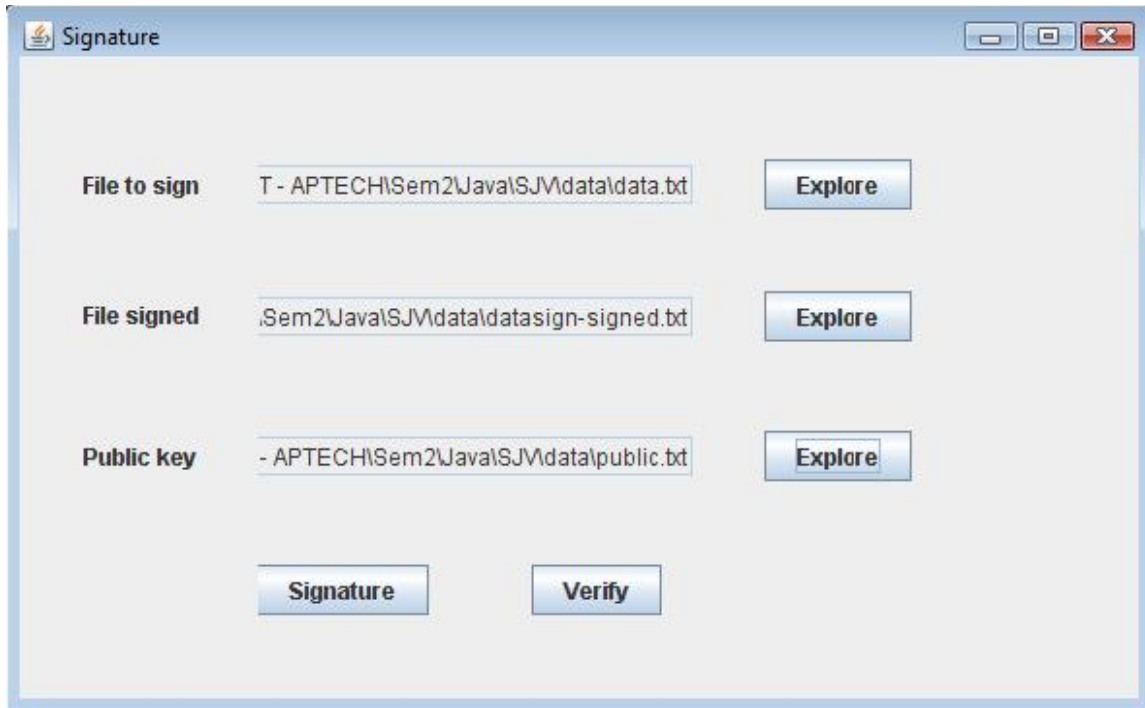 Signature
File to sign T - APTECH\Sem2\Java\SJV\data\data.txt Explore
File signed \Sem2\Java\SJV\data\datasign-signed.txt Explore
Public key - APTECH\Sem2\Java\SJV\data\public.txt Explore
Signature Verify